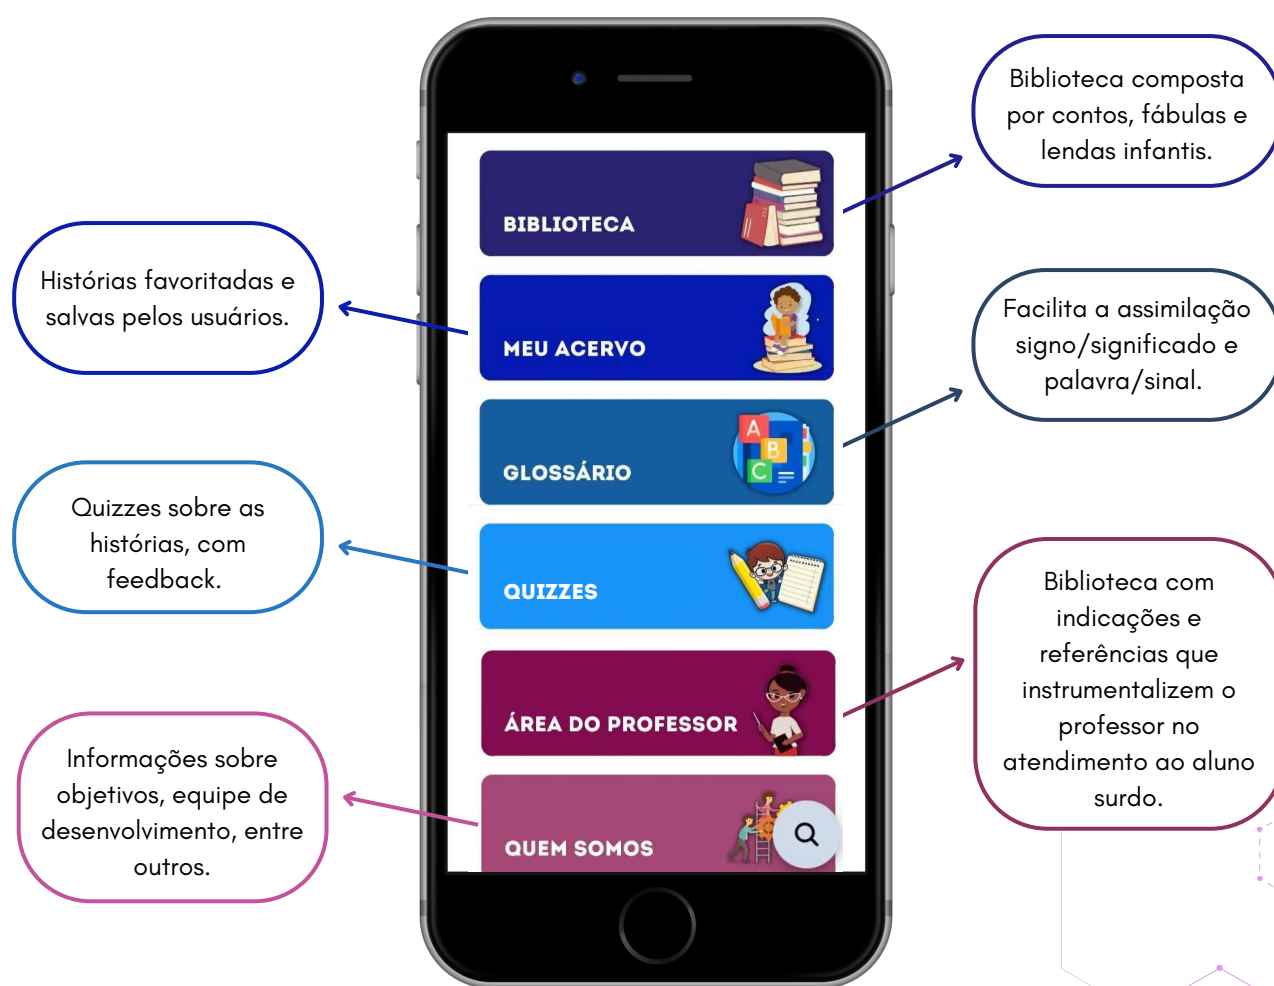 Biblioteca composta
por contos, fábulas e
lendas infantis.
BIBLIOTECA
Histórias favoritadas e
salvas pelos usuários.
MEU ACERVO
Facilita a assimilação
signo/significado e
palavra/sinal.
A
B
C
GLOSSÁRIO
Quizzes sobre as
histórias, com
feedback.
QUIZZES
Biblioteca com
indicações e
referências que
instrumentalizem o
professor no
atendimento ao aluno
surdo.
ÁREA DO PROFESSOR
Informações sobre
objetivos, equipe de
desenvolvimento, entre
outros.
QUEM SOMOS